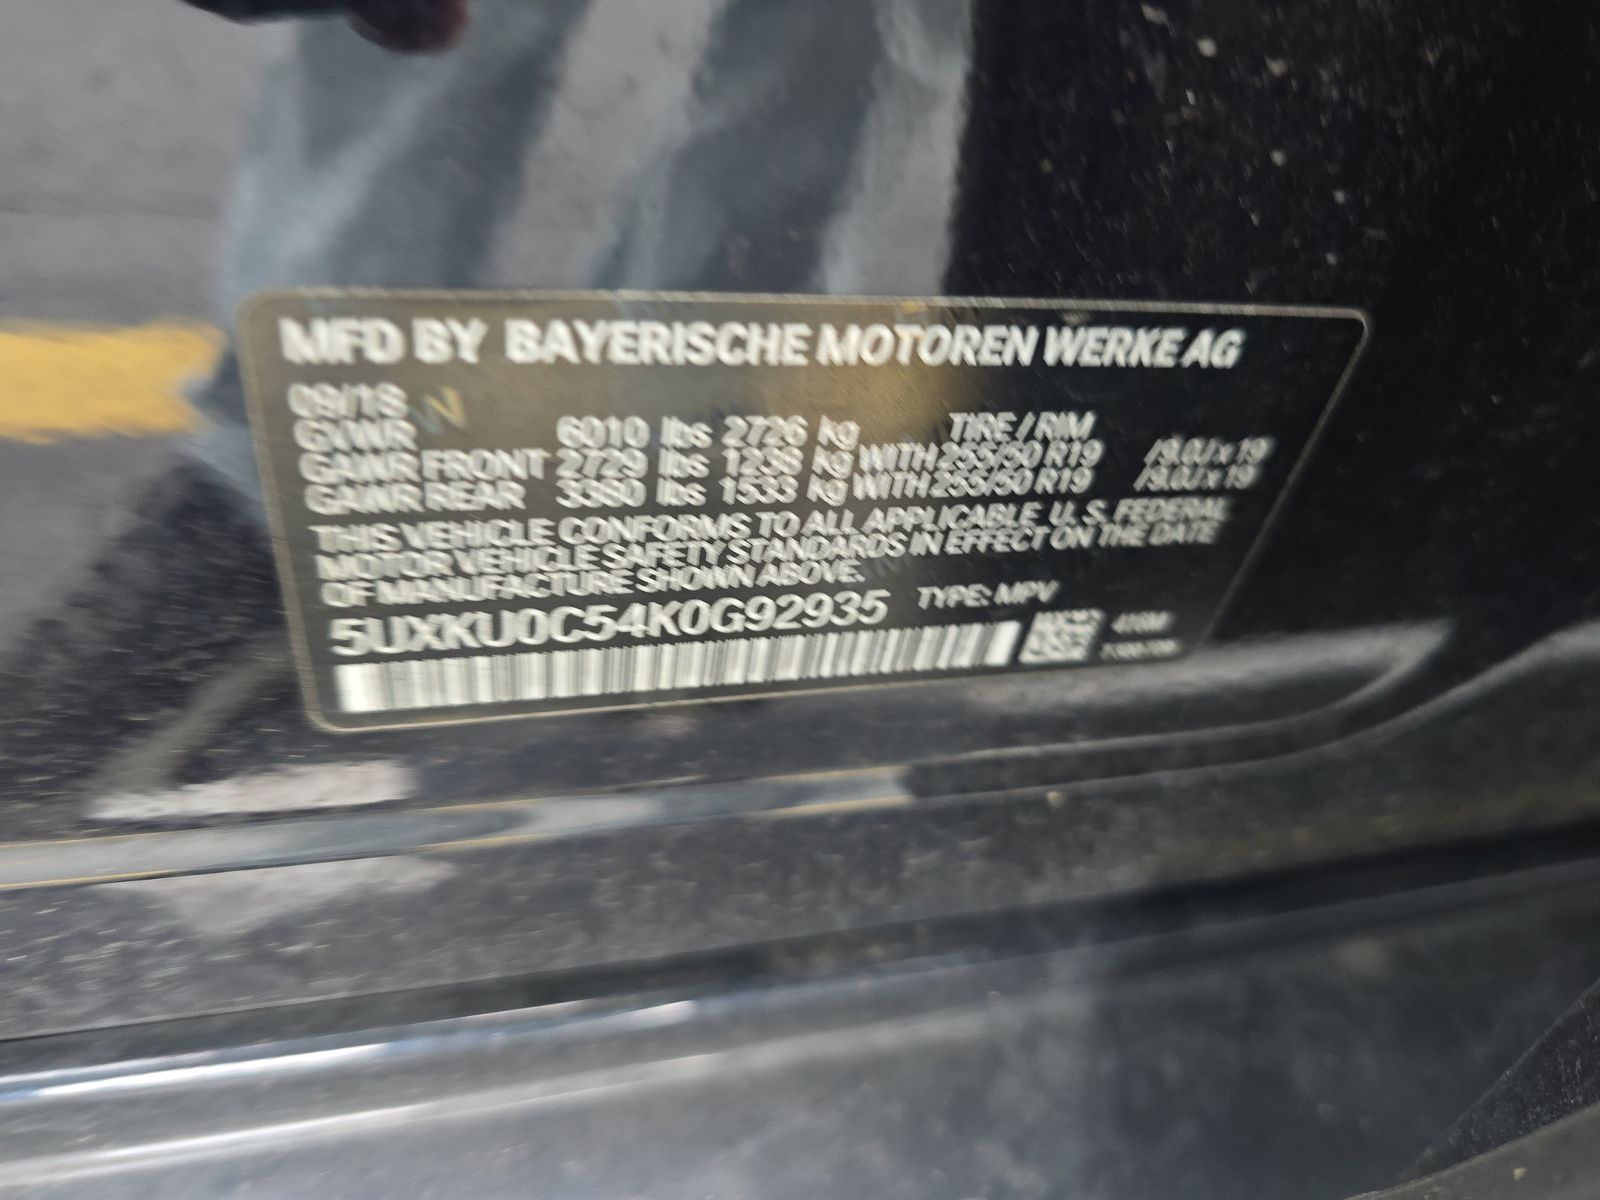 MFD BY BAYERISCHE MOTOREN WERKE AG
09/18
GVWR 6010 lbs 2726 kg TIRE / RIM
GAWR FRONT 2729 lbs 1238 kg WITH 255/50 R19 /9.0J x 19
GAWR REAR 3380 lbs 1533 kg WITH 255/50 R19 /9.0J x 19
THIS VEHICLE CONFORMS TO ALL APPLICABLE U. S. FEDERAL
MOTOR VEHICLE SAFETY STANDARDS IN EFFECT ON THE DATE
OF MANUFACTURE SHOWN ABOVE.
5UXKU0C54K0G92935 TYPE: MPV